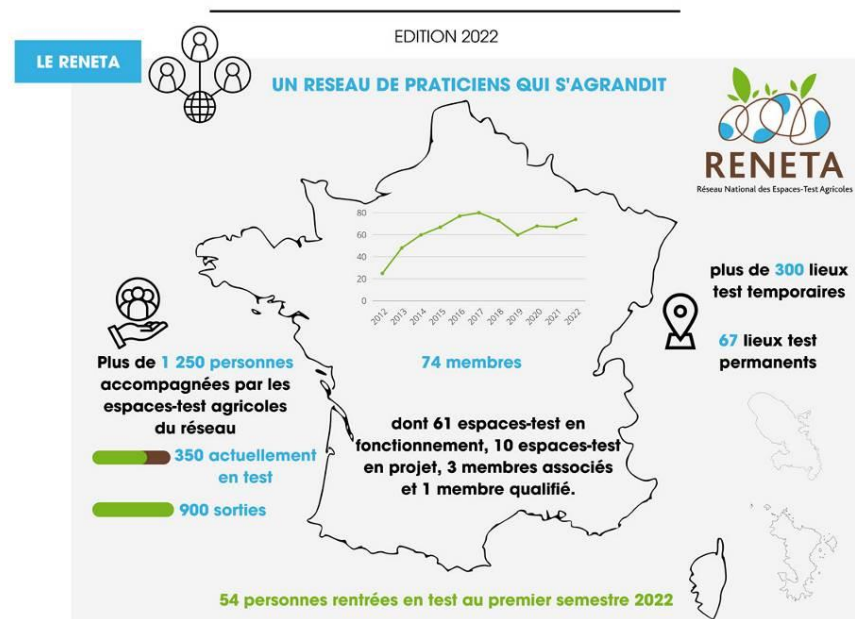 EDITION 2022
LE RENETA
UN RESEAU DE PRATICIENS QUI S'AGRANDIT
RENETA
Réseau National des Espaces-Test Agricoles
80
60
40
20
0
2012
2013
2014
2015
2016
2017
2018
2019
2020
2021
2022
plus de 300 lieux
test temporaires
67 lieux test
permanents
Plus de 1 250 personnes
accompagnées par les
espaces-test agricoles
du réseau
350 actuellement
en test
900 sorties
74 membres
dont 61 espaces-test en
fonctionnement, 10 espaces-test
en projet, 3 membres associés
et 1 membre qualifié.
54 personnes rentrées en test au premier semestre 2022